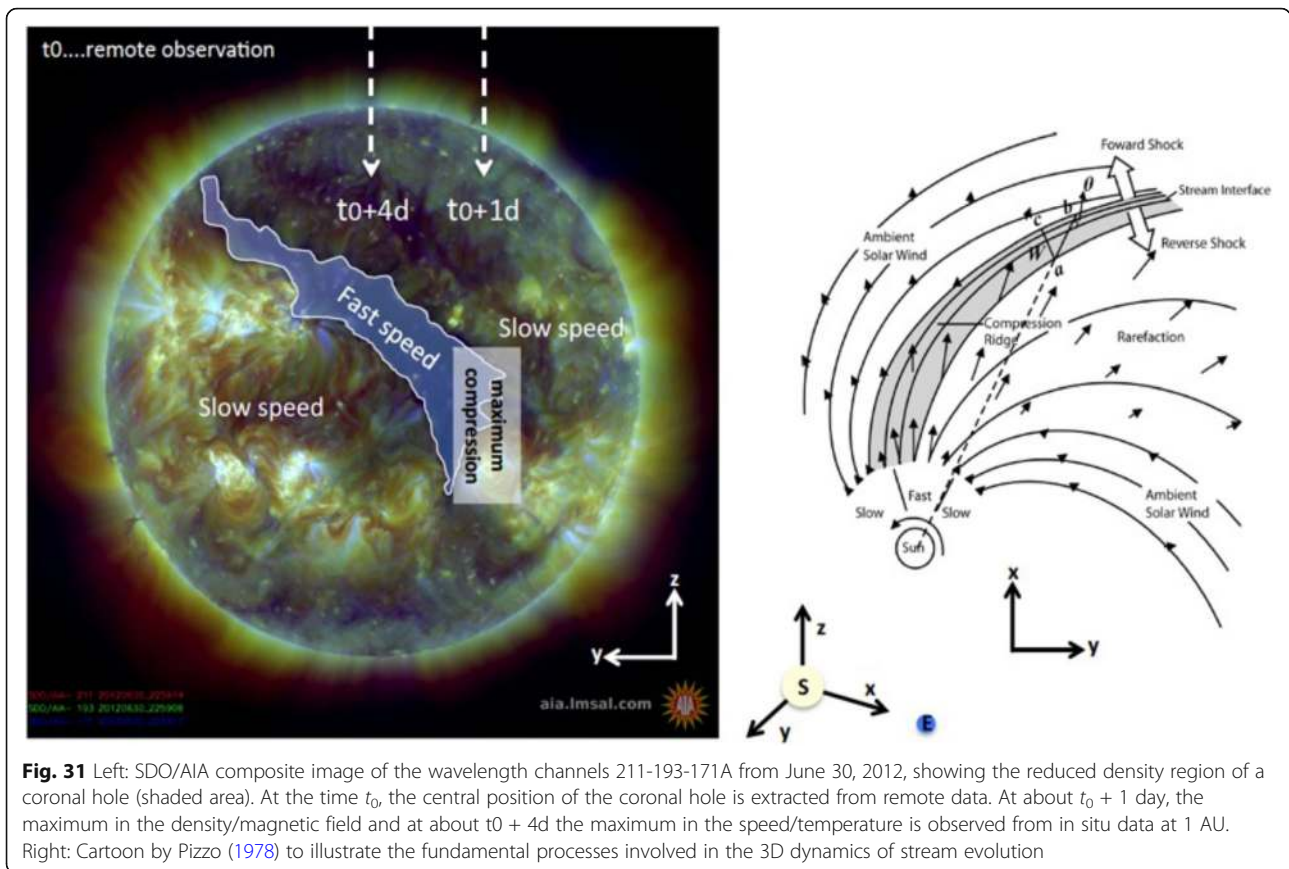 t0....remote observation
t0+4d
t0+1d
Fast speed
Slow speed
Slow speed
maximum
compression
z
y
aia.lmsal.com
AIA
Foward Shock
Stream Interface
Reverse Shock
Ambient
Solar Wind
θ
b
c
W
a
Compression
Ridge
Rarefaction
Fast
Slow
Slow
Sun
Ambient
Solar Wind
x
y
z
S
x
y
E
Fig. 31 Left: SDO/AIA composite image of the wavelength channels 211-193-171A from June 30, 2012, showing the reduced density region of a
coronal hole (shaded area). At the time t0, the central position of the coronal hole is extracted from remote data. At about t0 + 1 day, the
maximum in the density/magnetic field and at about t0 + 4d the maximum in the speed/temperature is observed from in situ data at 1 AU.
Right: Cartoon by Pizzo (1978) to illustrate the fundamental processes involved in the 3D dynamics of stream evolution